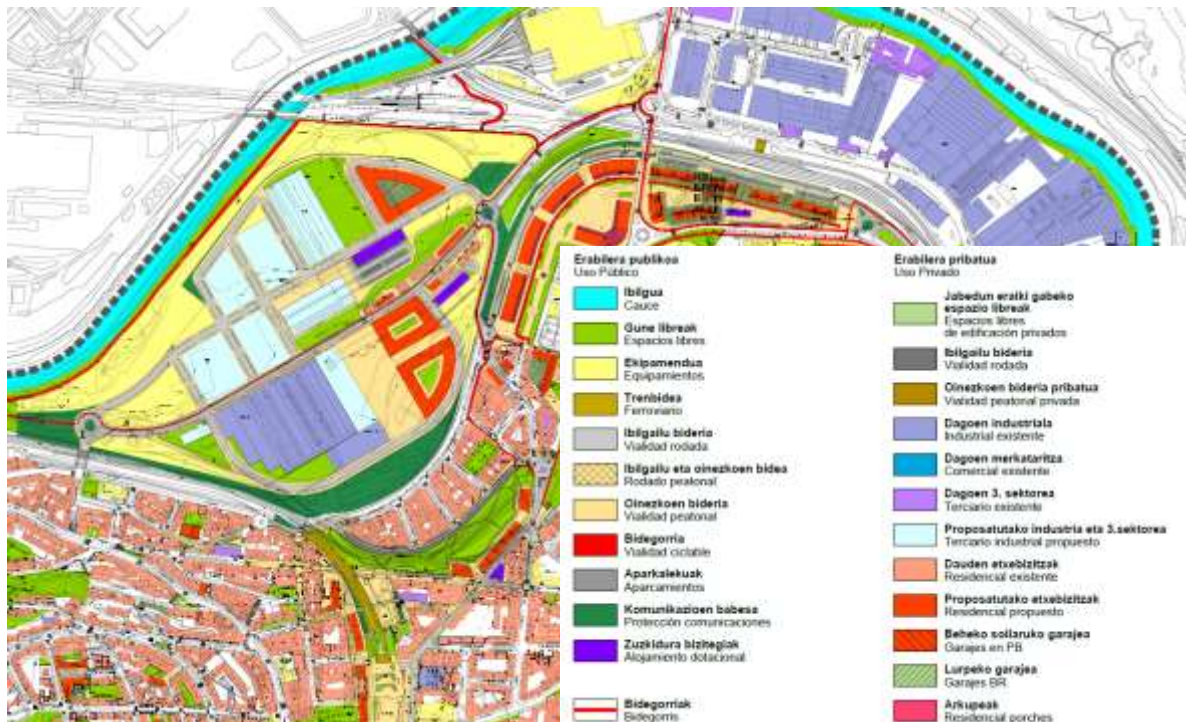 Erabilera publikoa
Uso Público
Ibilgua
Cauce
Gune libreak
Espacios libres
Ekipamendua
Equipamientos
Trenbidea
Ferroviario
Ibilgailu bideria
Vialidad rodada
Ibilgailu eta oinezkoen bidea
Rodado peatonal
Oinezkoen bideria
Vialidad peatonal
Bidegorria
Vialidad ciclable
Aparkalekuak
Aparcamientos
Komunikazioen babesa
Protección comunicaciones
Zuzkidura bizitegiak
Alojamiento dotacional
Bidegorriak
Bidegorris
Erabilera pribatua
Uso Privado
Jabedun eraiki gabeko
espazio libreak
Espacios libres
de edificación privados
Ibilgailu bideria
Vialidad rodada
Oinezkoen bideria pribatua
Vialidad peatonal privada
Dagoen industriala
Industrial existente
Dagoen merkataritza
Comercial existente
Dagoen 3. sektorea
Terciario existente
Proposatutako industria eta 3.sektorea
Terciario industrial propuesto
Dauden etxebizitzak
Residencial existente
Proposatutako etxebizitzak
Residencial propuesto
Beheko solairuko garajea
Garajes en PB
Lurpeko garajea
Garajes BR
Arkupeak
Residencial porches